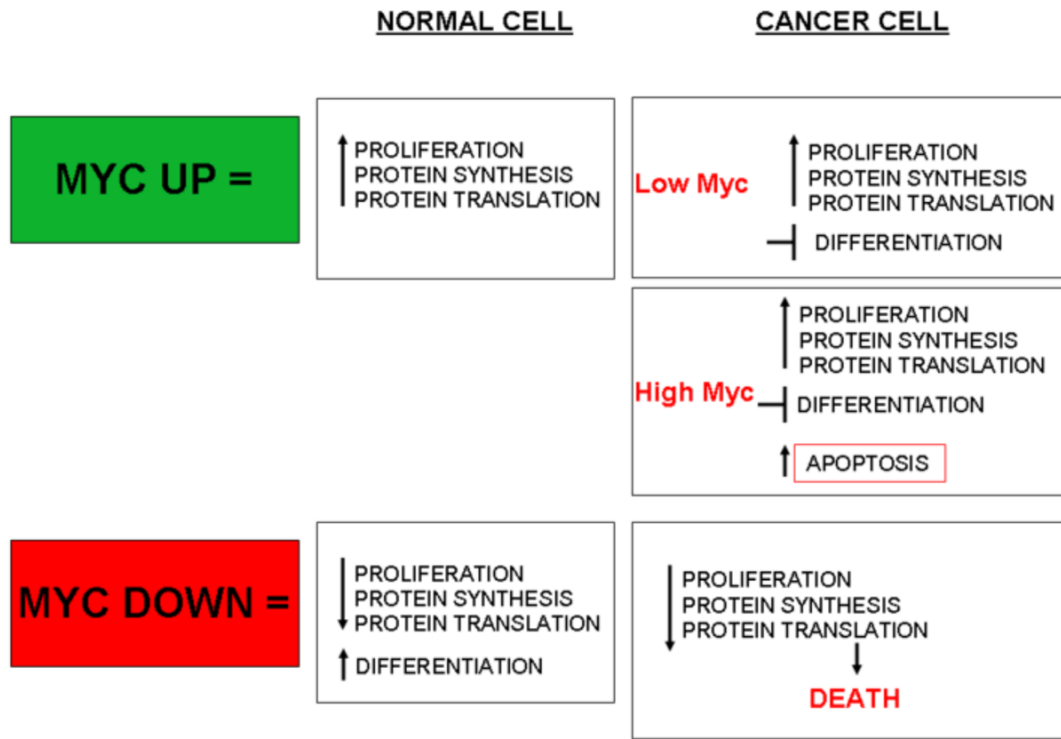 NORMAL CELL
CANCER CELL
MYC UP =
PROLIFERATION
PROTEIN SYNTHESIS
PROTEIN TRANSLATION
Low Myc
PROLIFERATION
PROTEIN SYNTHESIS
PROTEIN TRANSLATION
DIFFERENTIATION
High Myc
PROLIFERATION
PROTEIN SYNTHESIS
PROTEIN TRANSLATION
DIFFERENTIATION
APOPTOSIS
MYC DOWN =
PROLIFERATION
PROTEIN SYNTHESIS
PROTEIN TRANSLATION
DIFFERENTIATION
PROLIFERATION
PROTEIN SYNTHESIS
PROTEIN TRANSLATION
DEATH